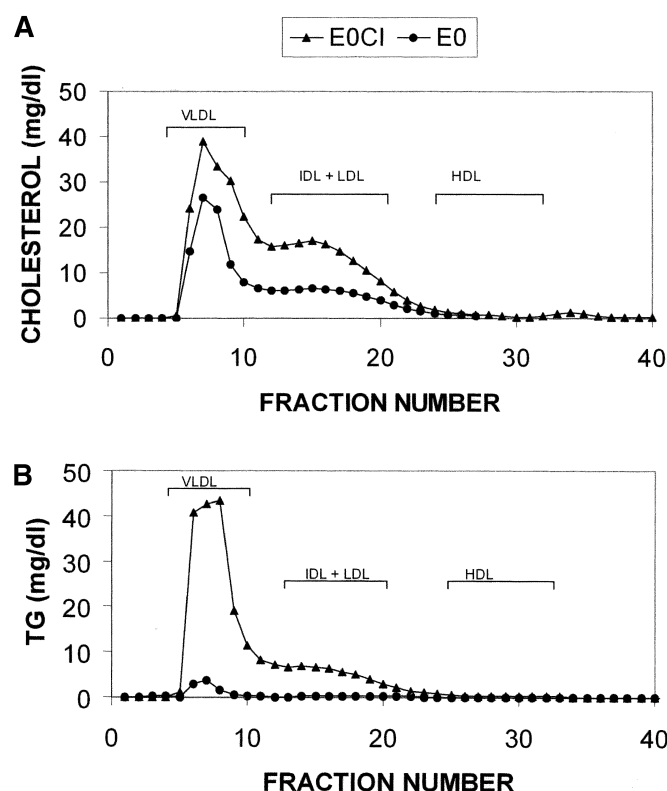 A
E0CI E0
CHOLESTEROL (mg/dl)
50
40
30
20
10
0
VLDL
IDL + LDL
HDL
0 10 20 30 40
FRACTION NUMBER
B
TG (mg/dl)
50
40
30
20
10
0
VLDL
IDL + LDL
HDL
0 10 20 30 40
FRACTION NUMBER